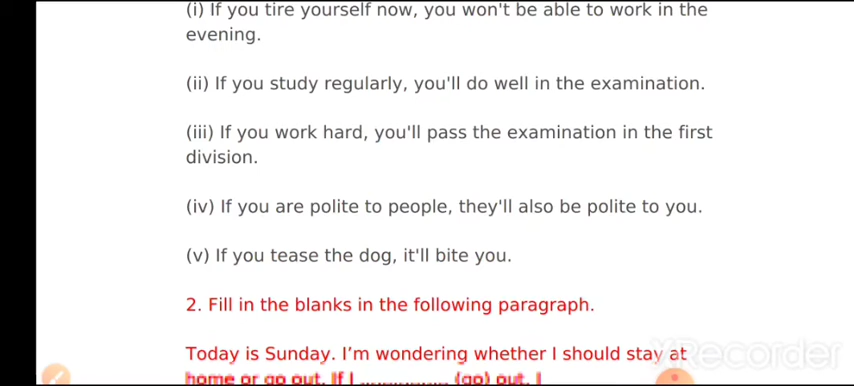 (i) If you tire yourself now, you won't be able to work in the
evening.
(ii) If you study regularly, you'll do well in the examination.
(iii) If you work hard, you'll pass the examination in the first
division.
(iv) If you are polite to people, they'll also be polite to you.
(v) If you tease the dog, it'll bite you.
2. Fill in the blanks in the following paragraph.
Today is Sunday. I'm wondering whether I should stay at
home or go out. If I .................. (go) out, I
XRecorder